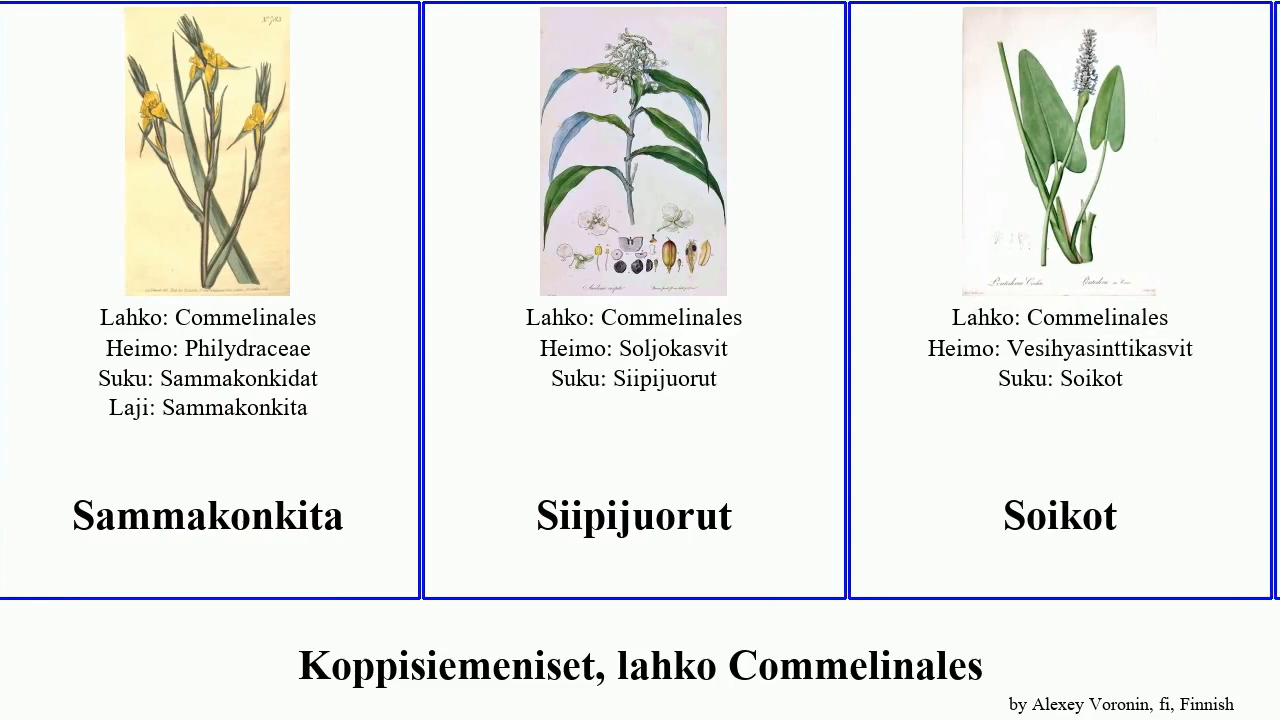 Lahko: Commelinales
Heimo: Philydraceae
Suku: Sammakonkidat
Laji: Sammakonkita
Sammakonkita
Lahko: Commelinales
Heimo: Soljokasvit
Suku: Siipijuorut
Siipijuorut
Lahko: Commelinales
Heimo: Vesihyasinttikasvit
Suku: Soikot
Soikot
Koppisiemeniset, lahko Commelinales
by Alexey Voronin, fi, Finnish